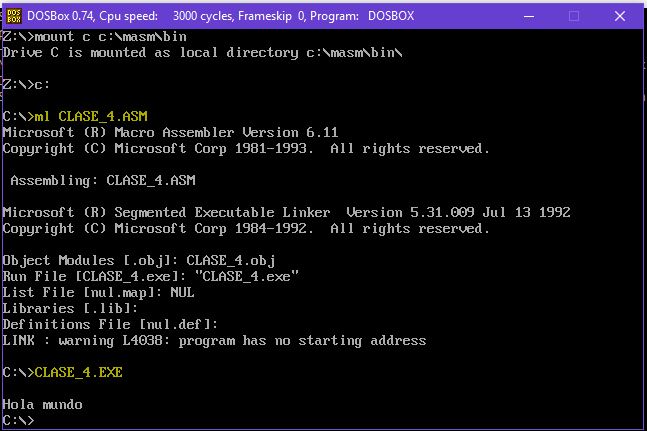 DOS
BOX
DOSBox 0.74, Cpu speed: 3000 cycles, Frameskip 0, Program: DOSBOX
Z:\>mount c c:\masm\bin
Drive C is mounted as local directory c:\masm\bin\
Z:\>c:
C:\>ml CLASE_4.ASM
Microsoft (R) Macro Assembler Version 6.11
Copyright (C) Microsoft Corp 1981-1993.  All rights reserved.
 Assembling: CLASE_4.ASM
Microsoft (R) Segmented Executable Linker  Version 5.31.009 Jul 13 1992
Copyright (C) Microsoft Corp 1984-1992.  All rights reserved.
Object Modules [.obj]: CLASE_4.obj
Run File [CLASE_4.exe]: "CLASE_4.exe"
List File [nul.map]: NUL
Libraries [.lib]:
Definitions File [nul.def]:
LINK : warning L4038: program has no starting address
C:\>CLASE_4.EXE
Hola mundo
C:\>